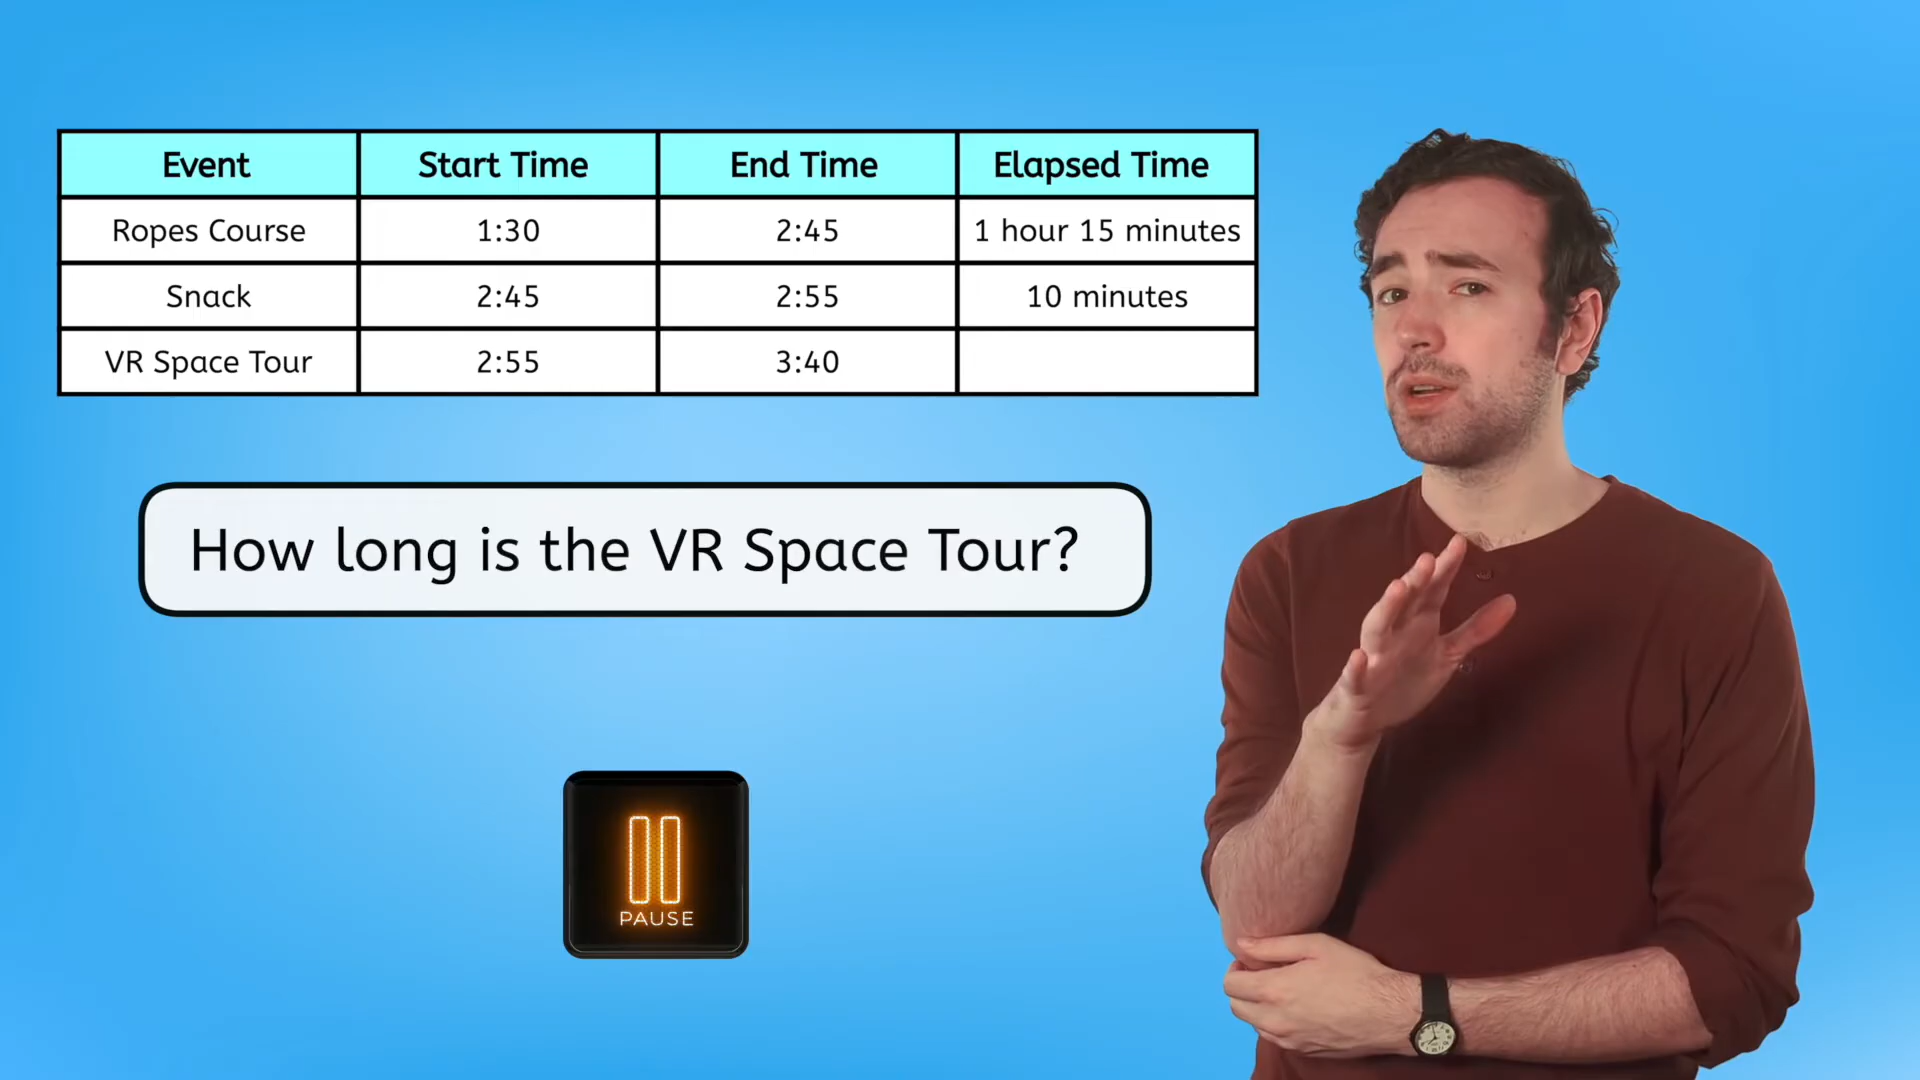 Event Start Time End Time Elapsed Time
Ropes Course 1:30 2:45 1 hour 15 minutes
Snack 2:45 2:55 10 minutes
VR Space Tour 2:55 3:40
How long is the VR Space Tour?
PAUSE